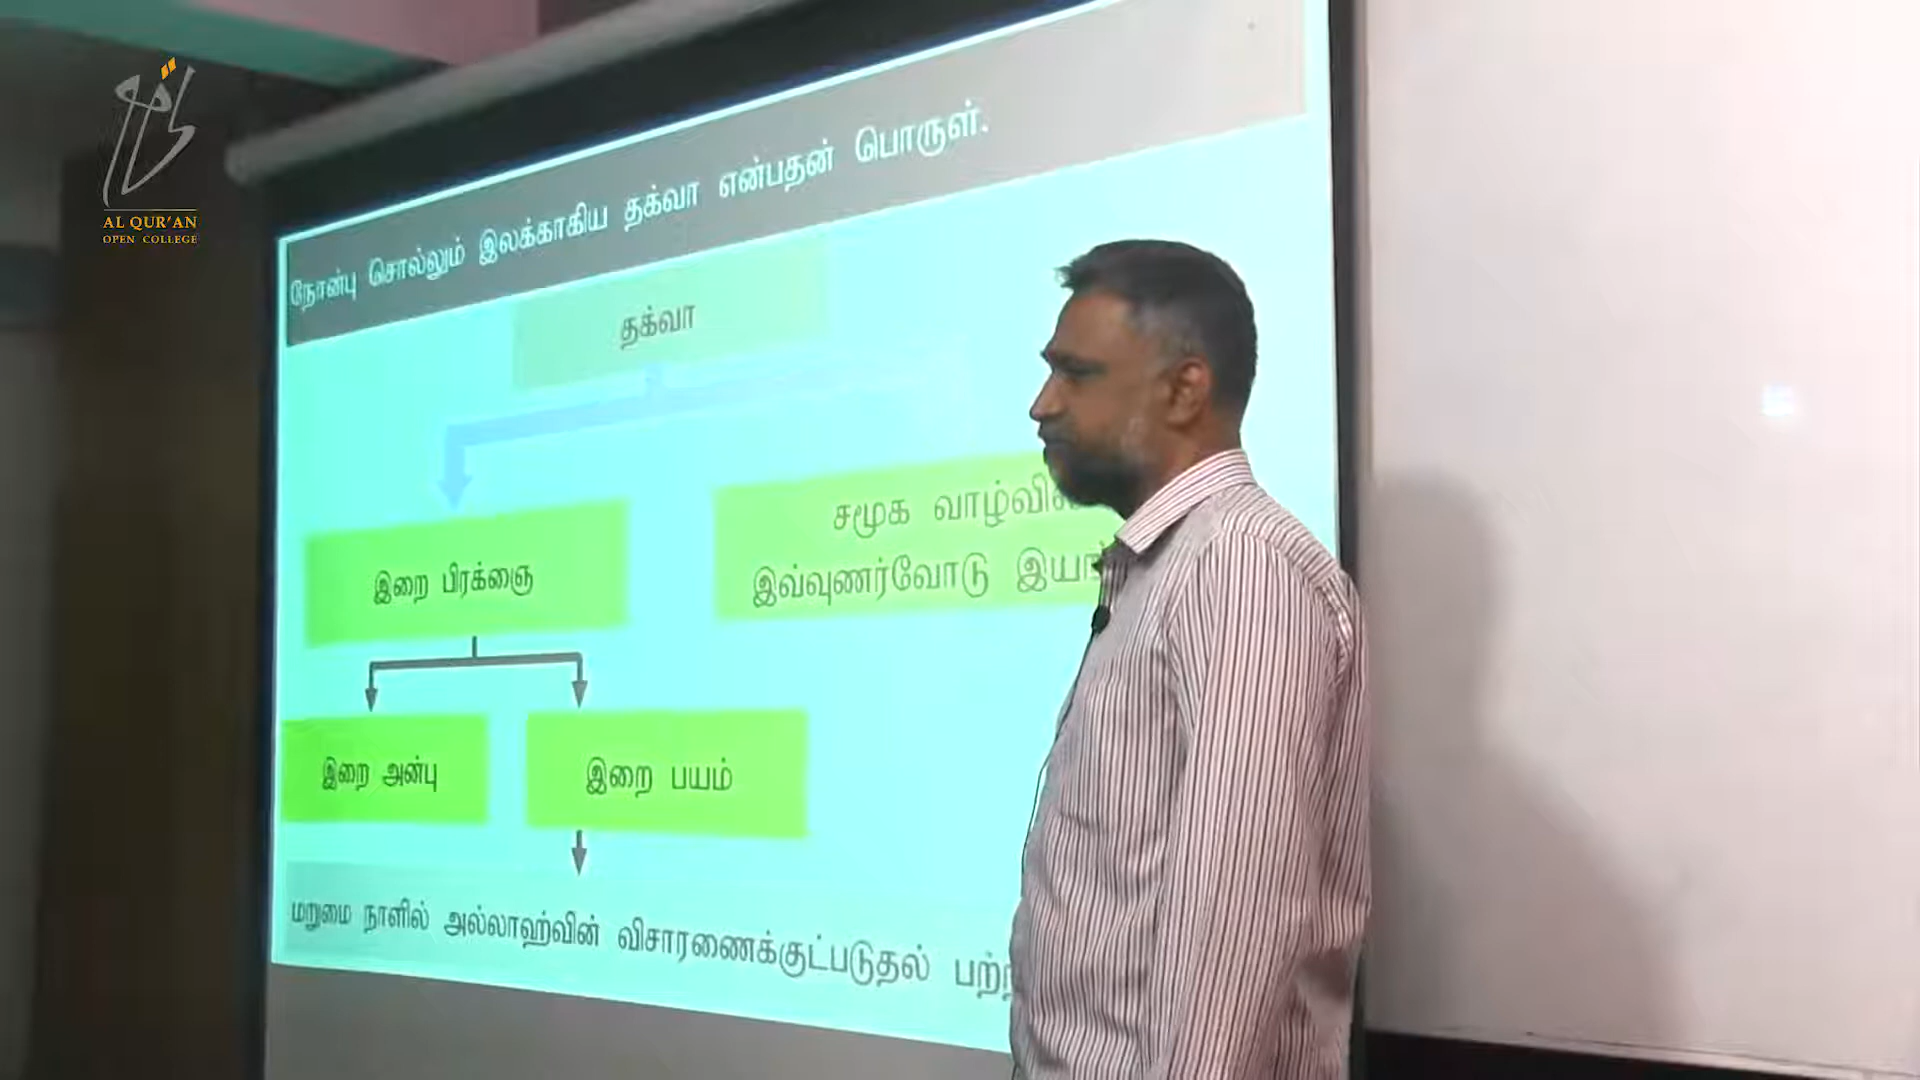 AL QUR'AN
OPEN COLLEGE
நோன்பு சொல்லும் இலக்காகிய தக்வா என்பதன் பொருள்.
தக்வா
இறை பிரக்ஞை
சமூக
இவ்வுணர்வோடு
இறை அன்பு
இறை பயம்
மறுமை நாளில் அல்லாஹ்வின் விசாரணைக்குட்படுதல்